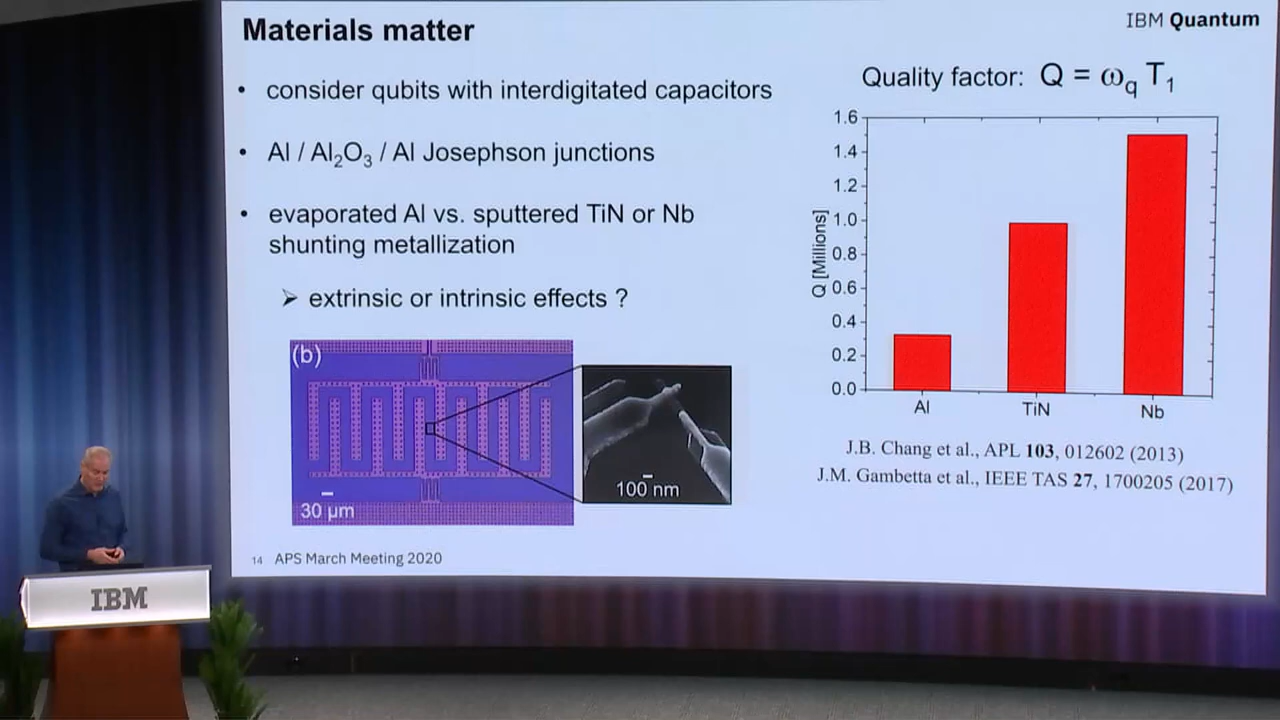 Materials matter
IBM Quantum
• consider qubits with interdigitated capacitors
• Al / Al₂O₃ / Al Josephson junctions
• evaporated Al vs. sputtered TiN or Nb
shunting metallization
➢ extrinsic or intrinsic effects ?
(b)
30 µm
100 nm
Quality factor: Q = ω_q T₁
Q [Millions]
1.6
1.4
1.2
1.0
0.8
0.6
0.4
0.2
0.0
Al TiN Nb
J.B. Chang et al., APL 103, 012602 (2013)
J.M. Gambetta et al., IEEE TAS 27, 1700205 (2017)
14 APS March Meeting 2020
IBM